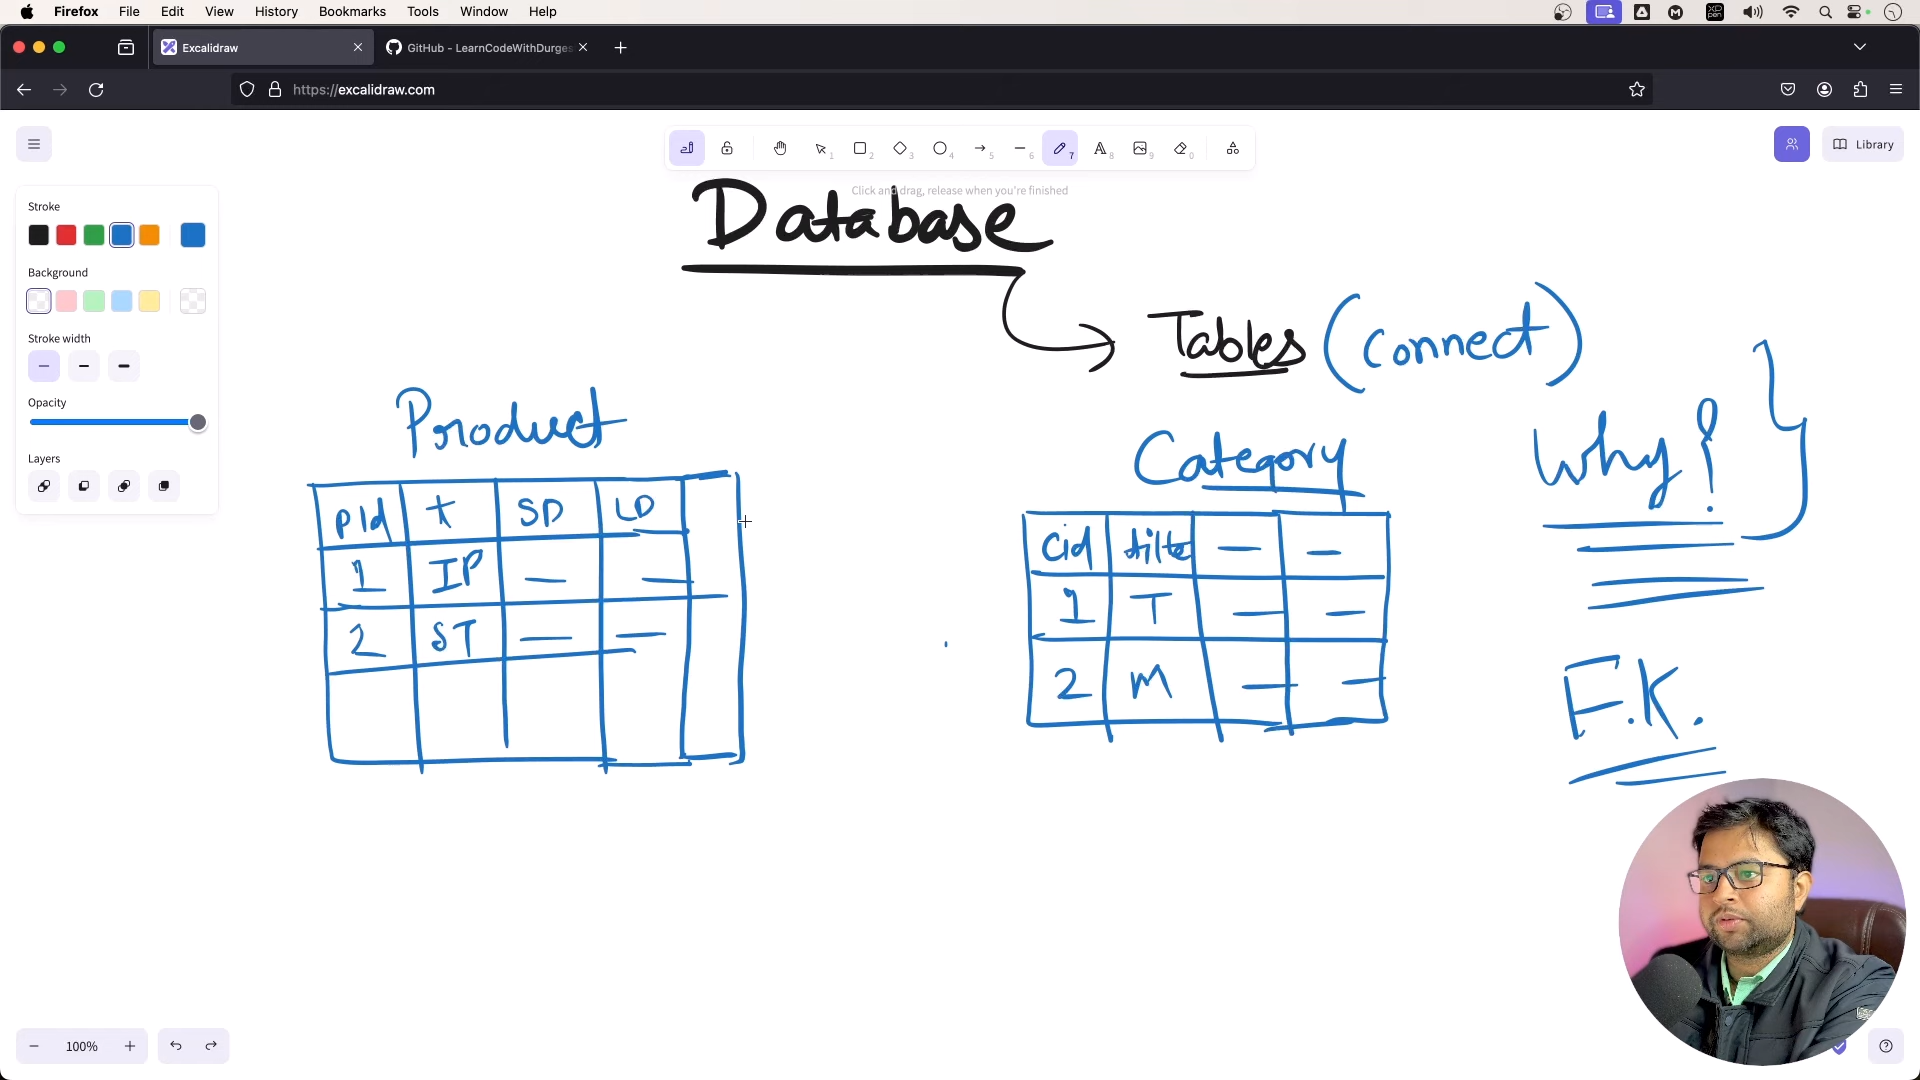 Firefox File Edit View History Bookmarks Tools Window Help
Excalidraw
GitHub - LearnCodeWithDurges
https://excalidraw.com
Library
Click and drag, release when you're finished
Stroke
Background
Stroke width
Opacity
Layers
Database
Tables (Connect)
Product
PId t SD LD
1 IP — —
2 ST — —
Category
Cid title — —
1 T — —
2 M — —
Why?
F.K.
100%